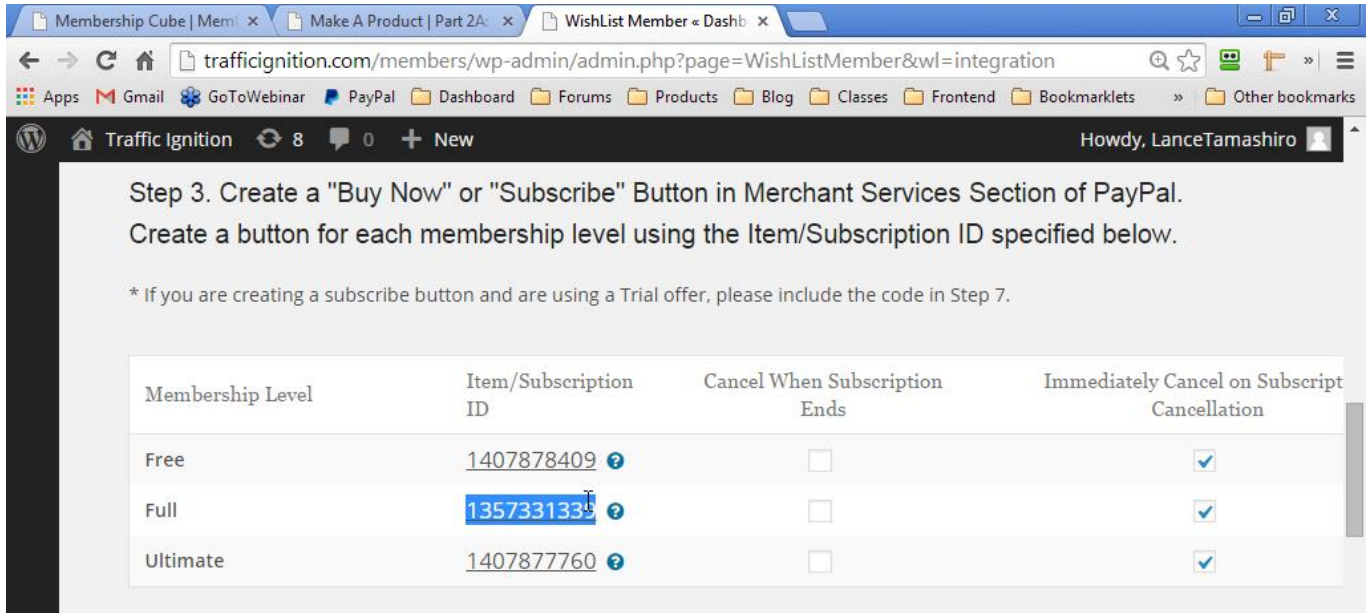 Membership Cube | Mem
Make A Product | Part 2A:
WishList Member « Dashb
trafficignition.com/members/wp-admin/admin.php?page=WishListMember&wl=integration
Apps Gmail GoToWebinar PayPal Dashboard Forums Products Blog Classes Frontend Bookmarklets » Other bookmarks
Traffic Ignition 8 0 + New Howdy, LanceTamashiro
Step 3. Create a "Buy Now" or "Subscribe" Button in Merchant Services Section of PayPal.
Create a button for each membership level using the Item/Subscription ID specified below.
* If you are creating a subscribe button and are using a Trial offer, please include the code in Step 7.
Membership Level
Item/Subscription
ID
Cancel When Subscription
Ends
Immediately Cancel on Subscript
Cancellation
Free 1407878409
Full 1357331339
Ultimate 1407877760